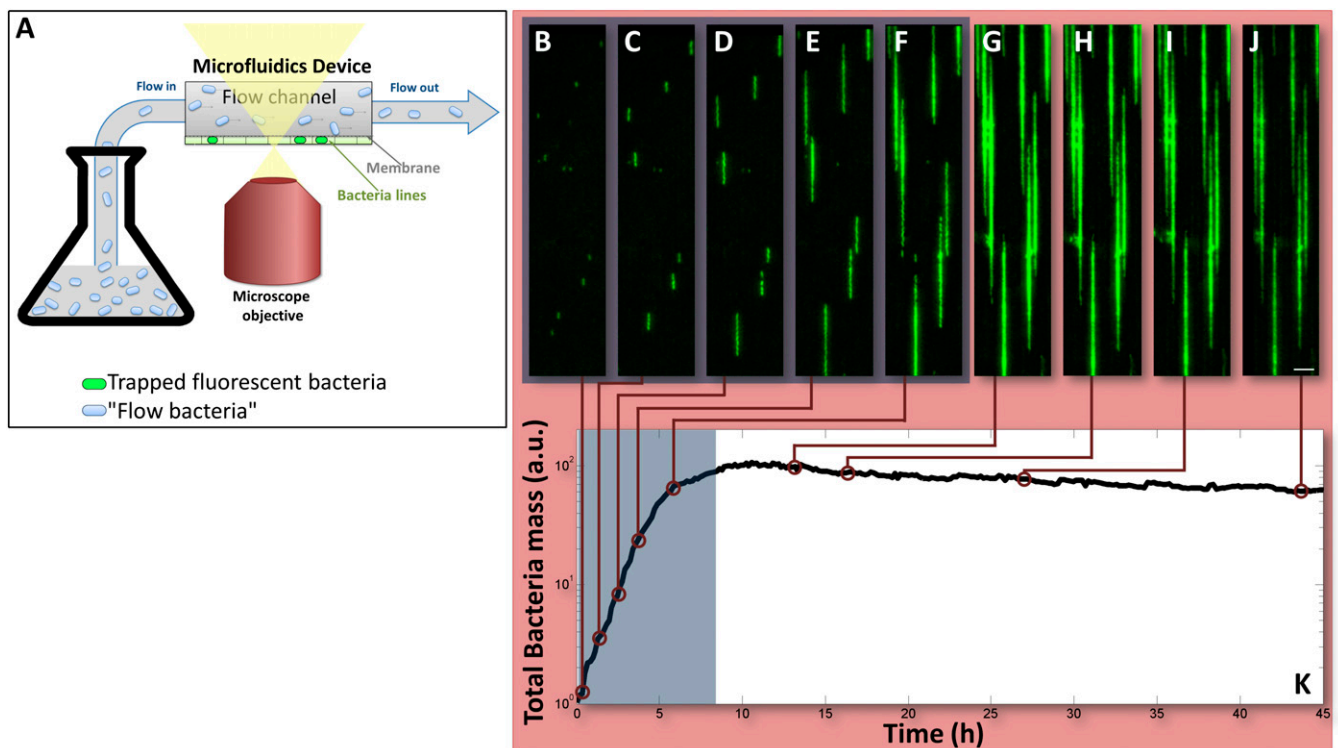 A
Microfluidics Device
Flow in
Flow channel
Flow out
Membrane
Bacteria lines
Microscope
objective
Trapped fluorescent bacteria
"Flow bacteria"
B C D E F G H I J
Total Bacteria mass (a.u.)
10²
10¹
10⁰
K
0 5 10 15 20 25 30 35 40 45
Time (h)